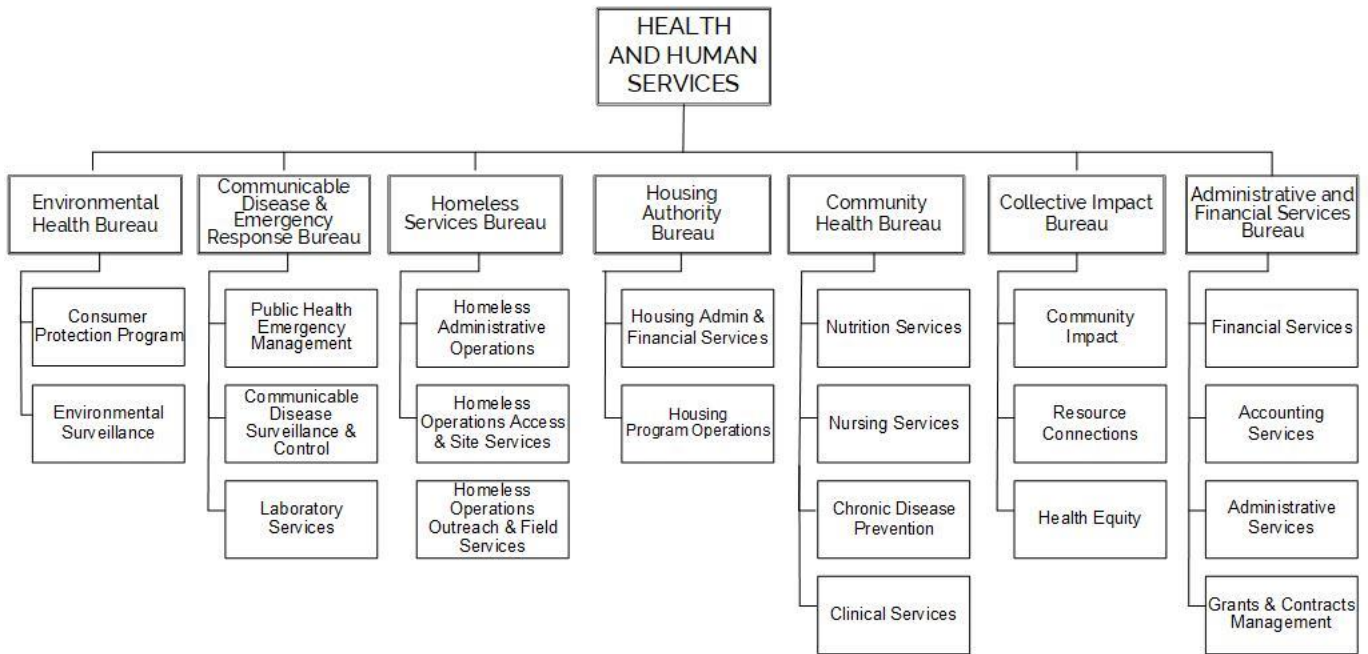 HEALTH
AND HUMAN
SERVICES
Environmental
Health Bureau
Communicable
Disease &
Emergency
Response Bureau
Homeless
Services Bureau
Housing
Authority
Bureau
Community
Health Bureau
Collective Impact
Bureau
Administrative and
Financial Services
Bureau
Consumer
Protection Program
Environmental
Surveillance
Public Health
Emergency
Management
Communicable
Disease
Surveillance &
Control
Laboratory
Services
Homeless
Administrative
Operations
Homeless
Operations Access
& Site Services
Homeless
Operations
Outreach & Field
Services
Housing Admin &
Financial Services
Housing
Program Operations
Nutrition Services
Nursing Services
Chronic Disease
Prevention
Clinical Services
Community
Impact
Resource
Connections
Health Equity
Financial Services
Accounting
Services
Administrative
Services
Grants & Contracts
Management